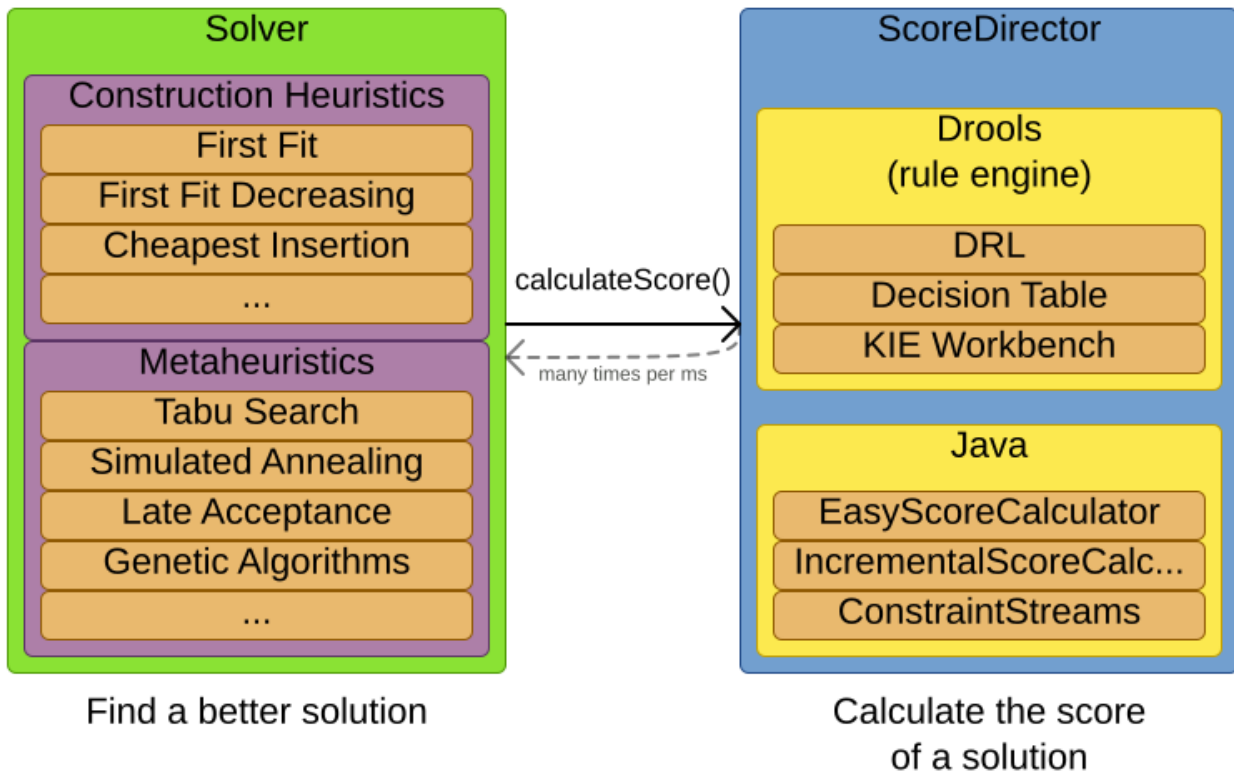 Solver
Construction Heuristics
First Fit
First Fit Decreasing
Cheapest Insertion
...
Metaheuristics
Tabu Search
Simulated Annealing
Late Acceptance
Genetic Algorithms
...
Find a better solution
calculateScore()
many times per ms
ScoreDirector
Drools
(rule engine)
DRL
Decision Table
KIE Workbench
Java
EasyScoreCalculator
IncrementalScoreCalc...
ConstraintStreams
Calculate the score
of a solution